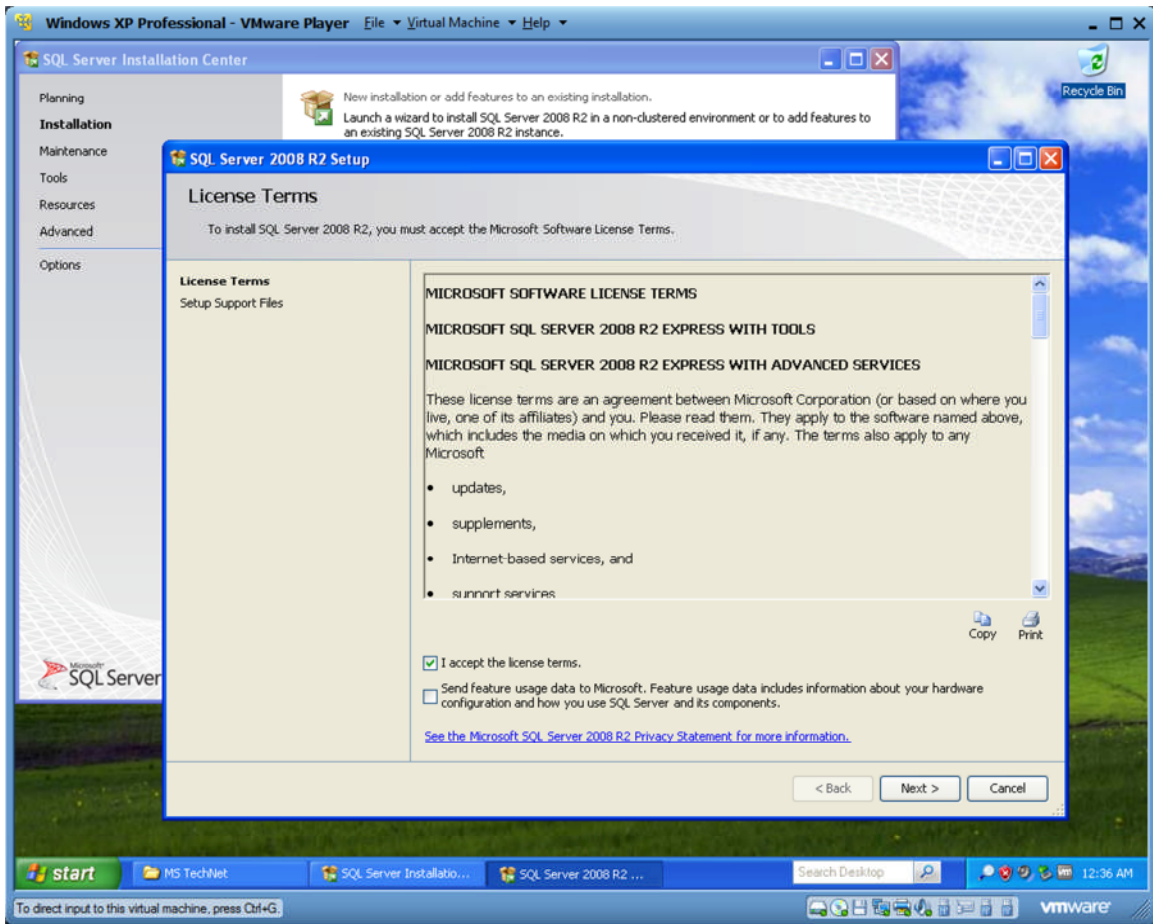 Windows XP Professional - VMware Player File Virtual Machine Help
SQL Server Installation Center
Recycle Bin
Planning
Installation
Maintenance
Tools
Resources
Advanced
Options
New installation or add features to an existing installation.
Launch a wizard to install SQL Server 2008 R2 in a non-clustered environment or to add features to
an existing SQL Server 2008 R2 instance.
SQL Server 2008 R2 Setup
License Terms
To install SQL Server 2008 R2, you must accept the Microsoft Software License Terms.
License Terms
Setup Support Files
MICROSOFT SOFTWARE LICENSE TERMS
MICROSOFT SQL SERVER 2008 R2 EXPRESS WITH TOOLS
MICROSOFT SQL SERVER 2008 R2 EXPRESS WITH ADVANCED SERVICES
These license terms are an agreement between Microsoft Corporation (or based on where you
live, one of its affiliates) and you. Please read them. They apply to the software named above,
which includes the media on which you received it, if any. The terms also apply to any
Microsoft
• updates,
• supplements,
• Internet-based services, and
• support services
Copy Print
I accept the license terms.
Send feature usage data to Microsoft. Feature usage data includes information about your hardware
configuration and how you use SQL Server and its components.
See the Microsoft SQL Server 2008 R2 Privacy Statement for more information.
Microsoft
SQL Server
< Back Next > Cancel
start MS TechNet SQL Server Installatio... SQL Server 2008 R2 ... Search Desktop 12:36 AM
To direct input to this virtual machine, press Ctrl+G.
vmware